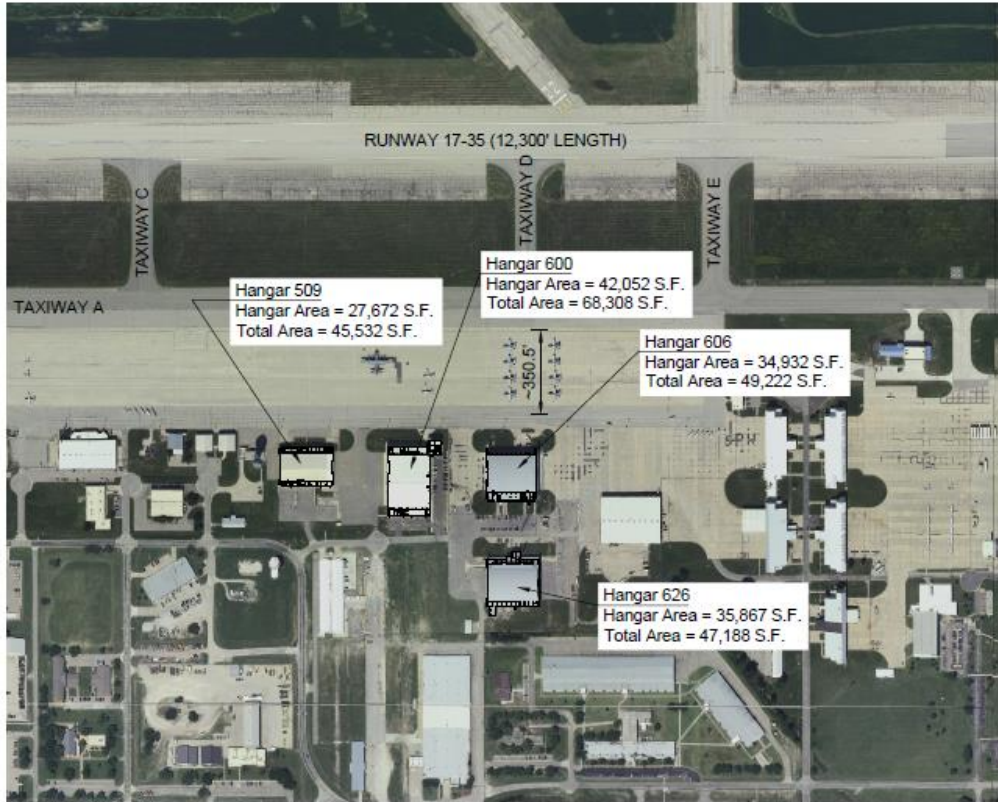 RUNWAY 17-35 (12,300' LENGTH)
TAXIWAY C
TAXIWAY D
TAXIWAY E
TAXIWAY A
Hangar 509
Hangar Area = 27,672 S.F.
Total Area = 45,532 S.F.
Hangar 600
Hangar Area = 42,052 S.F.
Total Area = 68,308 S.F.
~350.5'
Hangar 606
Hangar Area = 34,932 S.F.
Total Area = 49,222 S.F.
Hangar 626
Hangar Area = 35,867 S.F.
Total Area = 47,188 S.F.